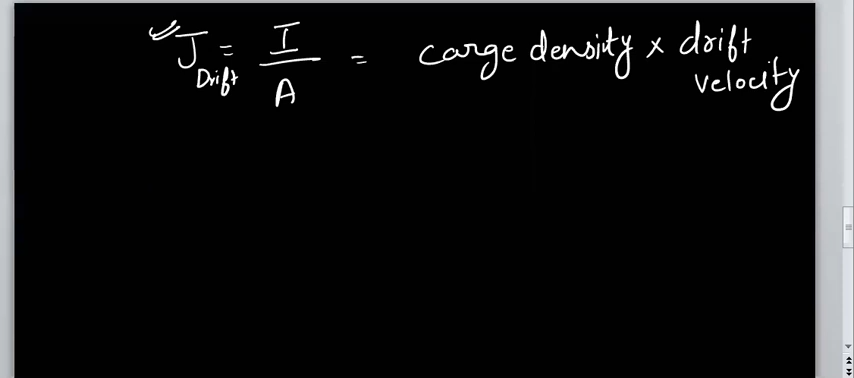 J Drift = I / A = carge density × drift
velocity